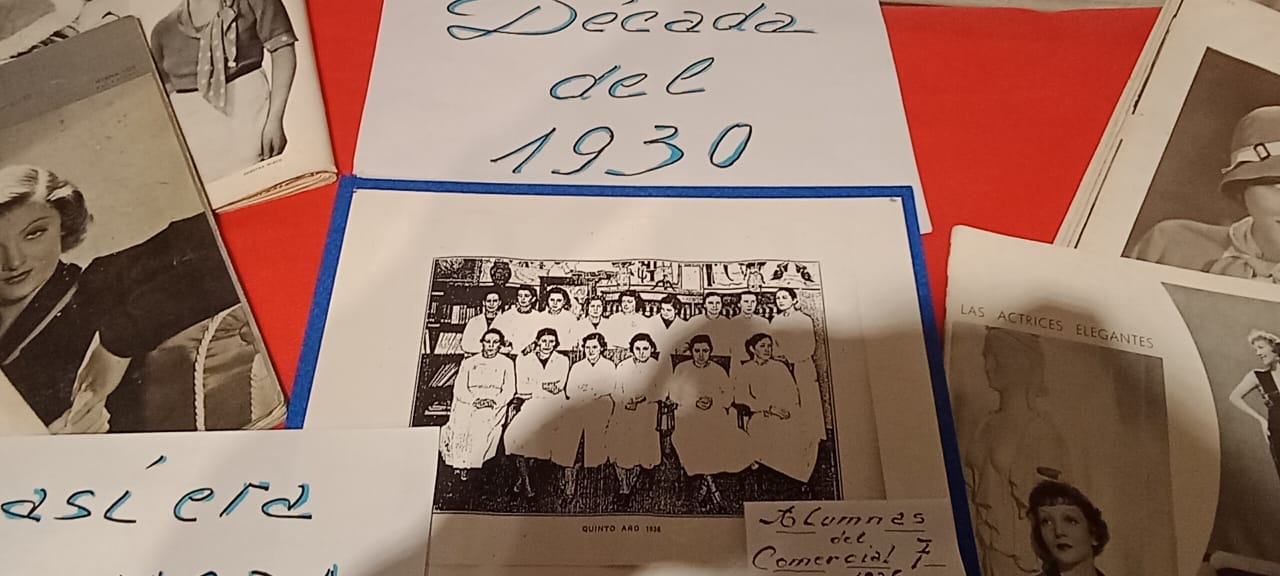 Década
del
1930
LAS ACTRICES ELEGANTES
QUINTO AÑO 1936
así era
Alumnas
del
Comercial 7